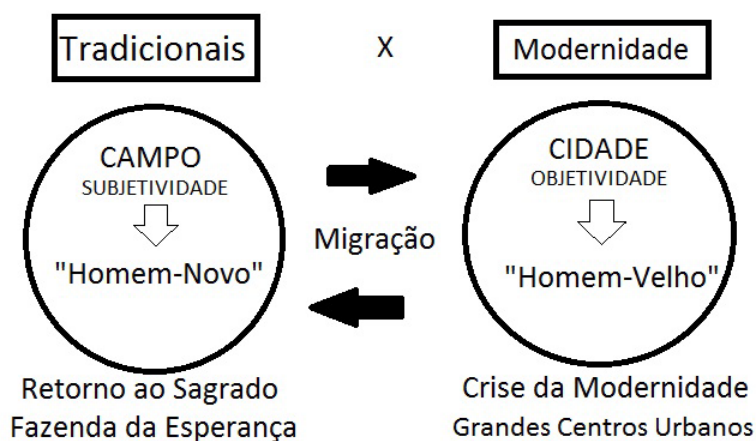 Tradicionais X Modernidade
CAMPO
SUBJETIVIDADE
"Homem-Novo"
Migração
CIDADE
OBJETIVIDADE
"Homem-Velho"
Retorno ao Sagrado
Fazenda da Esperança
Crise da Modernidade
Grandes Centros Urbanos